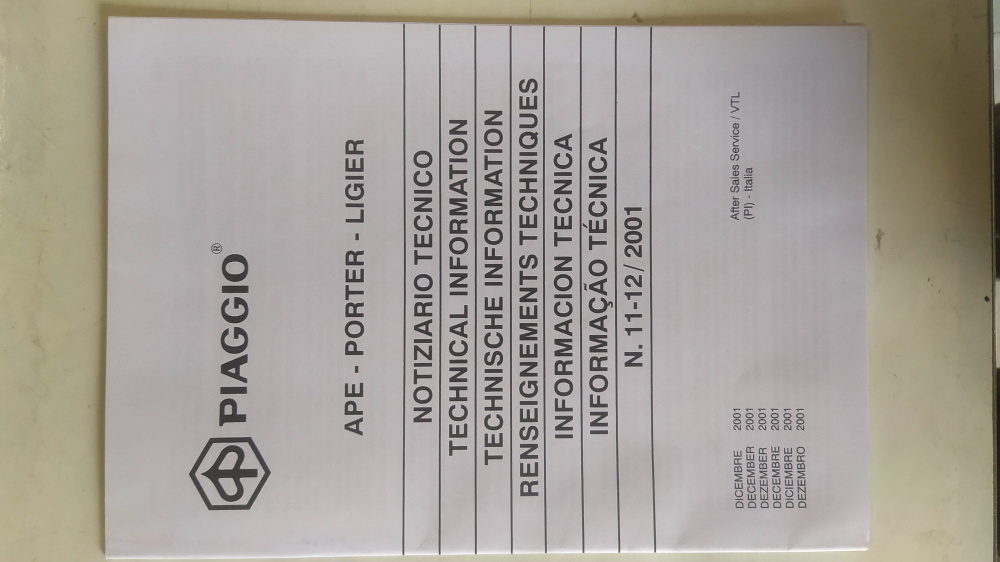 PIAGGIO®
APE - PORTER - LIGIER
NOTIZIARIO TECNICO
TECHNICAL INFORMATION
TECHNISCHE INFORMATION
RENSEIGNEMENTS TECHNIQUES
INFORMACION TECNICA
INFORMAÇÃO TÉCNICA
N. 11-12 / 2001
DICEMBRE 2001
DECEMBER 2001
DEZEMBER 2001
DECEMBRE 2001
DICIEMBRE 2001
DEZEMBRO 2001
After Sales Service / VTL
(PI) - Italia